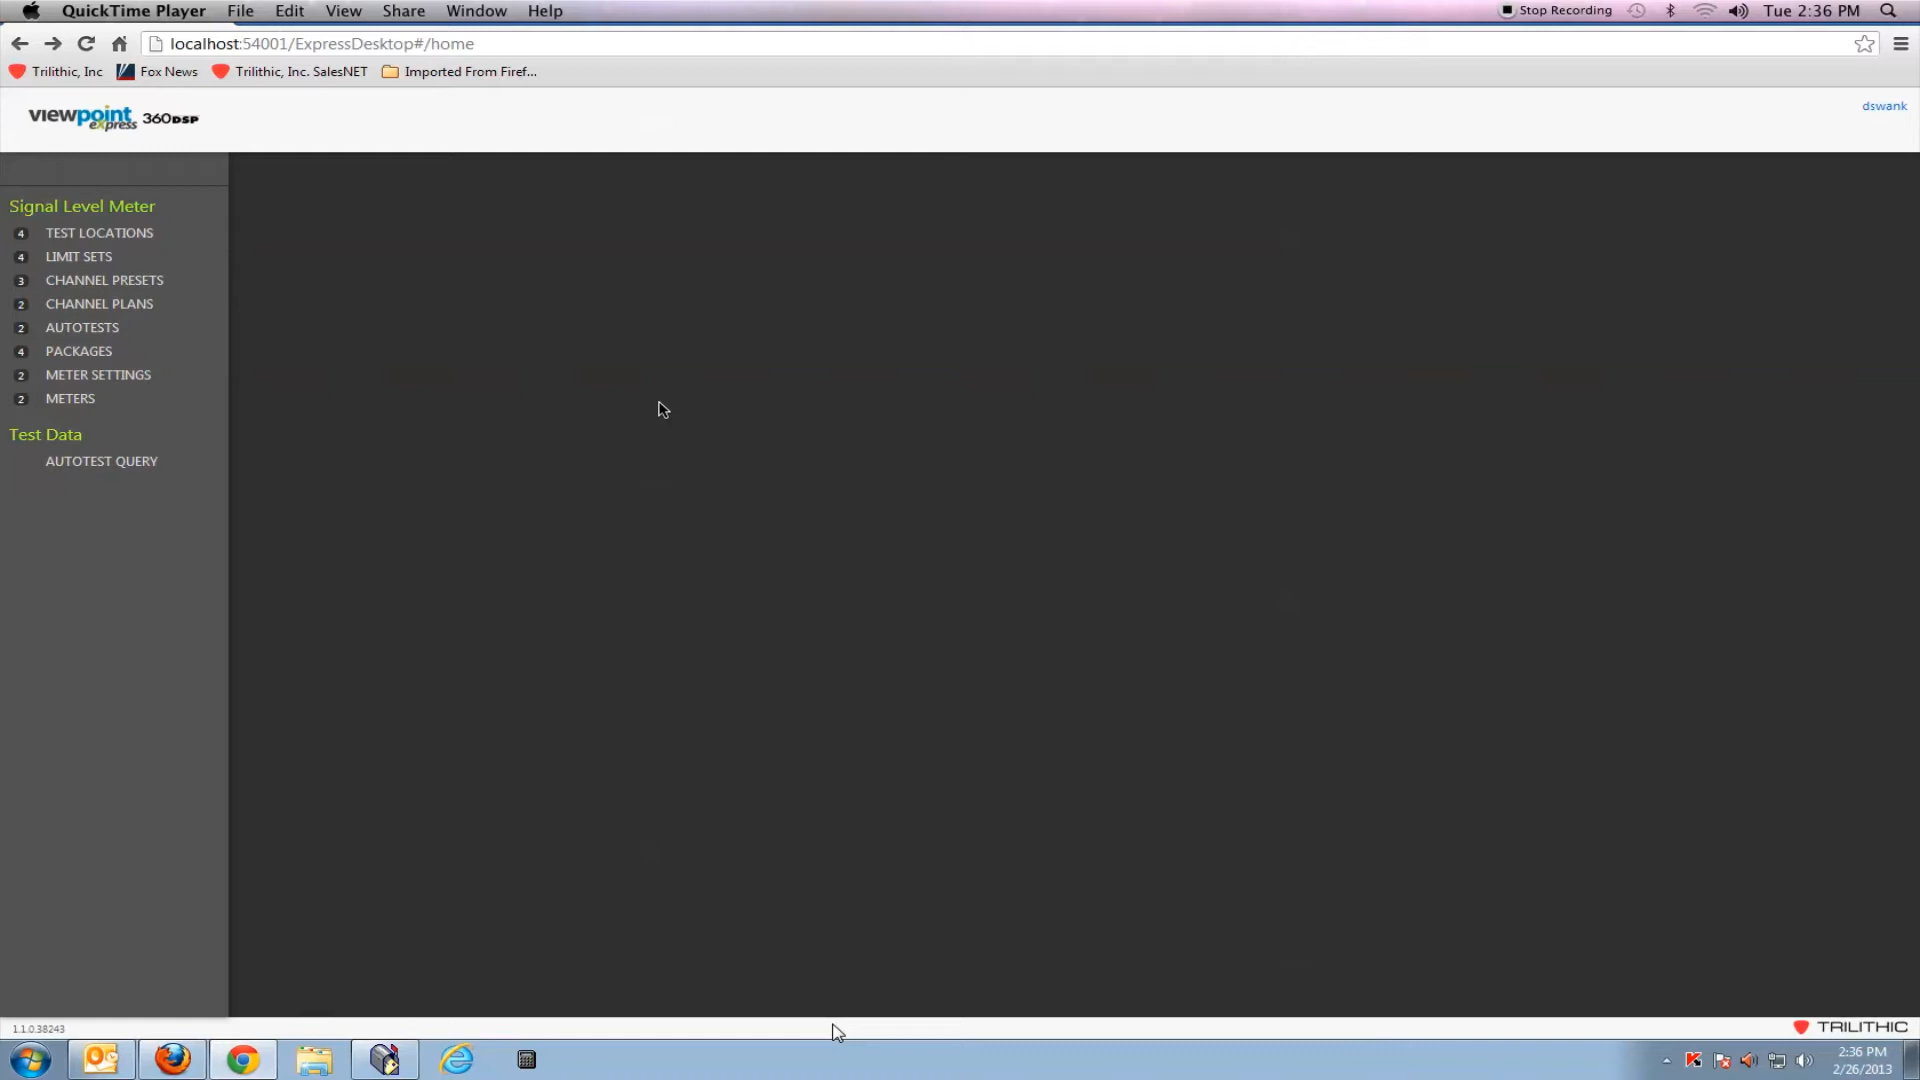 QuickTime Player File Edit View Share Window Help Stop Recording Tue 2:36 PM
localhost:54001/ExpressDesktop#/home
Trilithic, Inc Fox News Trilithic, Inc. SalesNET Imported From Firef...
viewpoint express 360DSP
dswank
Signal Level Meter
4 TEST LOCATIONS
4 LIMIT SETS
3 CHANNEL PRESETS
2 CHANNEL PLANS
2 AUTOTESTS
4 PACKAGES
2 METER SETTINGS
2 METERS
Test Data
AUTOTEST QUERY
1.1.0.38243
TRILITHIC
2:36 PM
2/26/2013